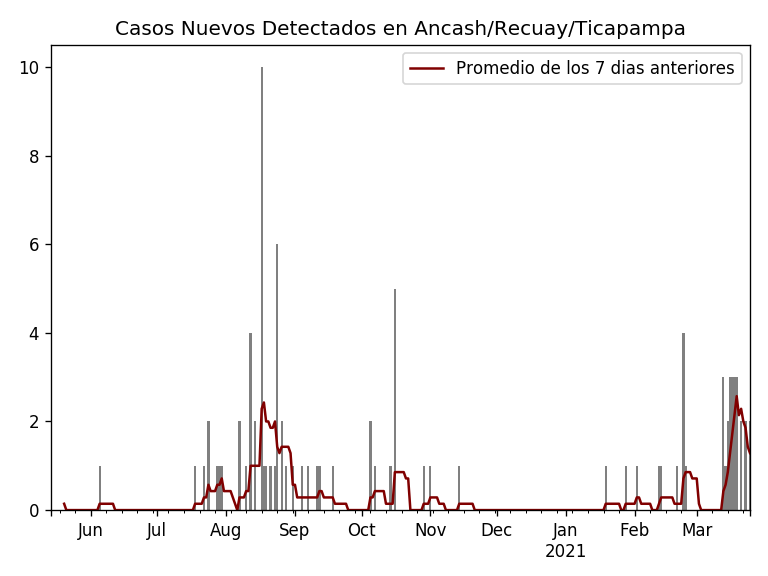 Casos Nuevos Detectados en Ancash/Recuay/Ticapampa
Promedio de los 7 dias anteriores
10
8
6
4
2
0
Jun Jul Aug Sep Oct Nov Dec Jan Feb Mar
2021